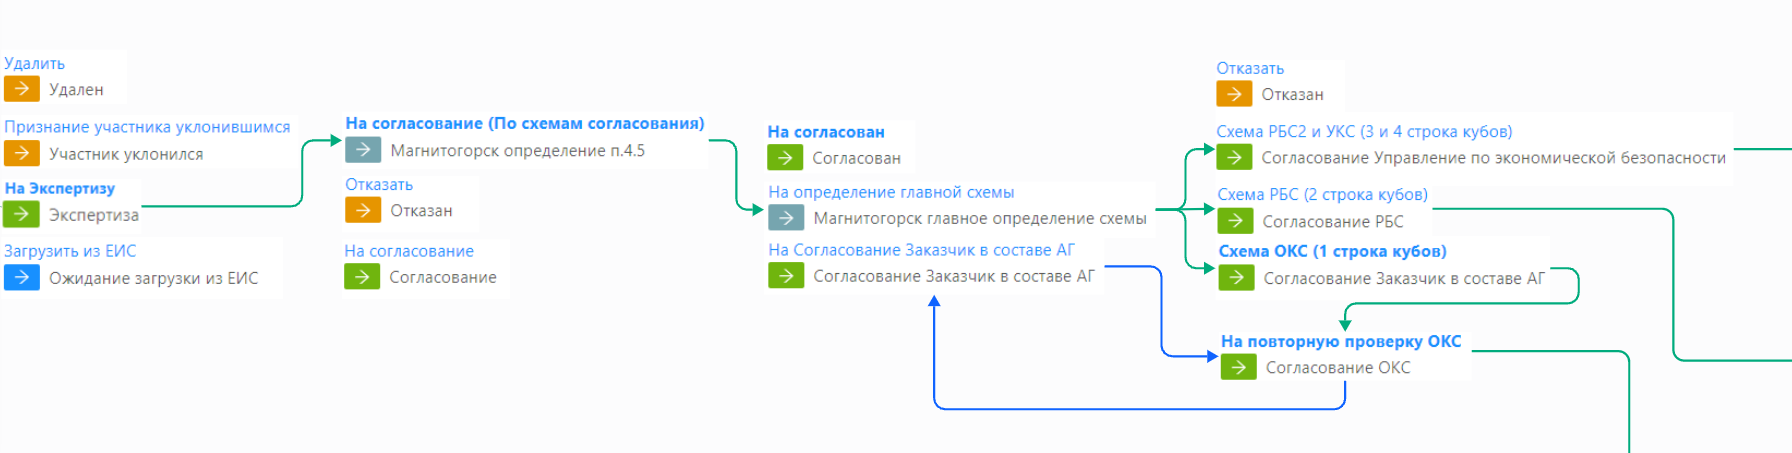 Удалить
Удален
Признание участника уклонившимся
Участник уклонился
На Экспертизу
Экспертиза
Загрузить из ЕИС
Ожидание загрузки из ЕИС
На согласование (По схемам согласования)
Магнитогорск определение п.4.5
Отказать
Отказан
На согласование
Согласование
На согласован
Согласован
На определение главной схемы
Магнитогорск главное определение схемы
На Согласование Заказчик в составе АГ
Согласование Заказчик в составе АГ
Отказать
Отказан
Схема РБС2 и УКС (3 и 4 строка кубов)
Согласование Управление по экономической безопасности
Схема РБС (2 строка кубов)
Согласование РБС
Схема ОКС (1 строка кубов)
Согласование Заказчик в составе АГ
На повторную проверку ОКС
Согласование ОКС